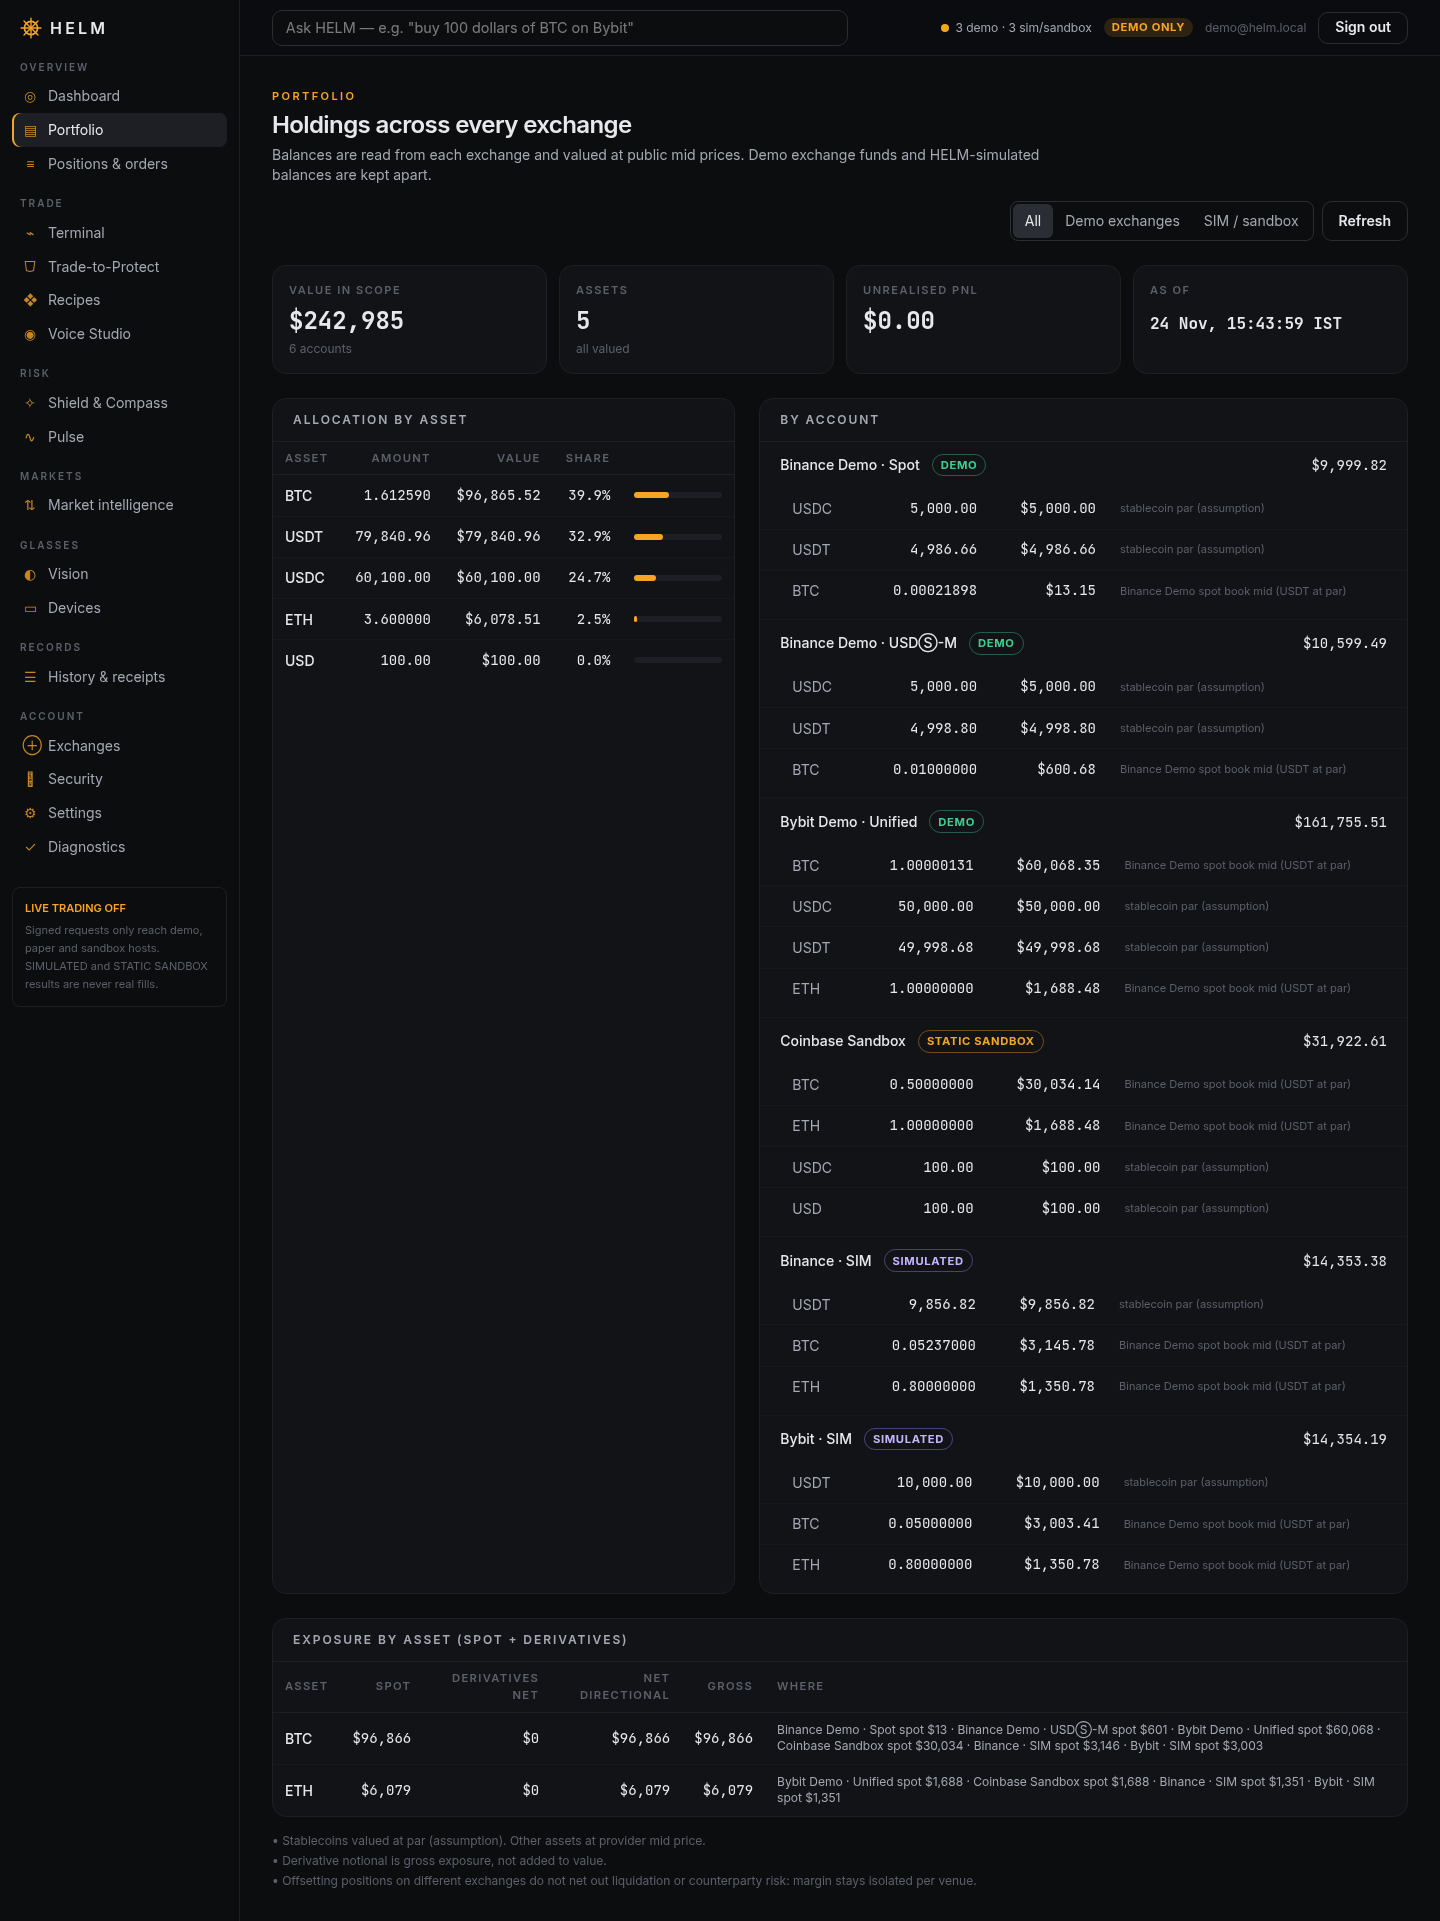 HELM
OVERVIEW
Dashboard
Portfolio
Positions & orders
TRADE
Terminal
Trade-to-Protect
Recipes
Voice Studio
RISK
Shield & Compass
Pulse
MARKETS
Market intelligence
GLASSES
Vision
Devices
RECORDS
History & receipts
ACCOUNT
Exchanges
Security
Settings
Diagnostics
LIVE TRADING OFF
Signed requests only reach demo,
paper and sandbox hosts.
SIMULATED and STATIC SANDBOX
results are never real fills.
Ask HELM — e.g. "buy 100 dollars of BTC on Bybit"
3 demo · 3 sim/sandbox DEMO ONLY demo@helm.local Sign out
PORTFOLIO
Holdings across every exchange
Balances are read from each exchange and valued at public mid prices. Demo exchange funds and HELM-simulated
balances are kept apart.
All Demo exchanges SIM / sandbox Refresh
VALUE IN SCOPE
$242,985
6 accounts
ASSETS
5
all valued
UNREALISED PNL
$0.00
AS OF
24 Nov, 15:43:59 IST
ALLOCATION BY ASSET
ASSET AMOUNT VALUE SHARE
BTC 1.612590 $96,865.52 39.9%
USDT 79,840.96 $79,840.96 32.9%
USDC 60,100.00 $60,100.00 24.7%
ETH 3.600000 $6,078.51 2.5%
USD 100.00 $100.00 0.0%
BY ACCOUNT
Binance Demo · Spot DEMO $9,999.82
USDC 5,000.00 $5,000.00 stablecoin par (assumption)
USDT 4,986.66 $4,986.66 stablecoin par (assumption)
BTC 0.00021898 $13.15 Binance Demo spot book mid (USDT at par)
Binance Demo · USDⓈ-M DEMO $10,599.49
USDC 5,000.00 $5,000.00 stablecoin par (assumption)
USDT 4,998.80 $4,998.80 stablecoin par (assumption)
BTC 0.01000000 $600.68 Binance Demo spot book mid (USDT at par)
Bybit Demo · Unified DEMO $161,755.51
BTC 1.00000131 $60,068.35 Binance Demo spot book mid (USDT at par)
USDC 50,000.00 $50,000.00 stablecoin par (assumption)
USDT 49,998.68 $49,998.68 stablecoin par (assumption)
ETH 1.00000000 $1,688.48 Binance Demo spot book mid (USDT at par)
Coinbase Sandbox STATIC SANDBOX $31,922.61
BTC 0.50000000 $30,034.14 Binance Demo spot book mid (USDT at par)
ETH 1.00000000 $1,688.48 Binance Demo spot book mid (USDT at par)
USDC 100.00 $100.00 stablecoin par (assumption)
USD 100.00 $100.00 stablecoin par (assumption)
Binance · SIM SIMULATED $14,353.38
USDT 9,856.82 $9,856.82 stablecoin par (assumption)
BTC 0.05237000 $3,145.78 Binance Demo spot book mid (USDT at par)
ETH 0.80000000 $1,350.78 Binance Demo spot book mid (USDT at par)
Bybit · SIM SIMULATED $14,354.19
USDT 10,000.00 $10,000.00 stablecoin par (assumption)
BTC 0.05000000 $3,003.41 Binance Demo spot book mid (USDT at par)
ETH 0.80000000 $1,350.78 Binance Demo spot book mid (USDT at par)
EXPOSURE BY ASSET (SPOT + DERIVATIVES)
ASSET SPOT DERIVATIVES NET NET DIRECTIONAL GROSS WHERE
BTC $96,866 $0 $96,866 $96,866 Binance Demo · Spot spot $13 · Binance Demo · USDⓈ-M spot $601 · Bybit Demo · Unified spot $60,068 ·
Coinbase Sandbox spot $30,034 · Binance · SIM spot $3,146 · Bybit · SIM spot $3,003
ETH $6,079 $0 $6,079 $6,079 Bybit Demo · Unified spot $1,688 · Coinbase Sandbox spot $1,688 · Binance · SIM spot $1,351 · Bybit · SIM
spot $1,351
• Stablecoins valued at par (assumption). Other assets at provider mid price.
• Derivative notional is gross exposure, not added to value.
• Offsetting positions on different exchanges do not net out liquidation or counterparty risk: margin stays isolated per venue.